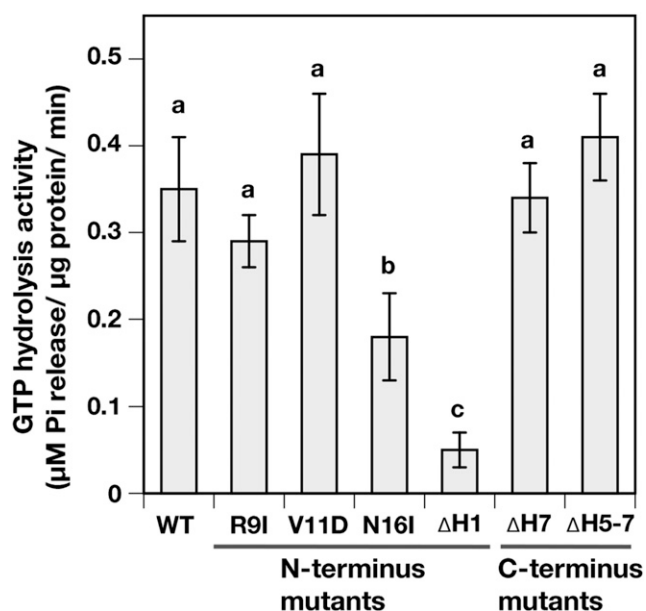 GTP hydrolysis activity
(µM Pi release/ µg protein/ min)
0.5
0.4
0.3
0.2
0.1
0
a
a
a
b
c
a
a
WT
R9I
V11D
N16I
ΔH1
ΔH7
ΔH5-7
N-terminus
mutants
C-terminus
mutants